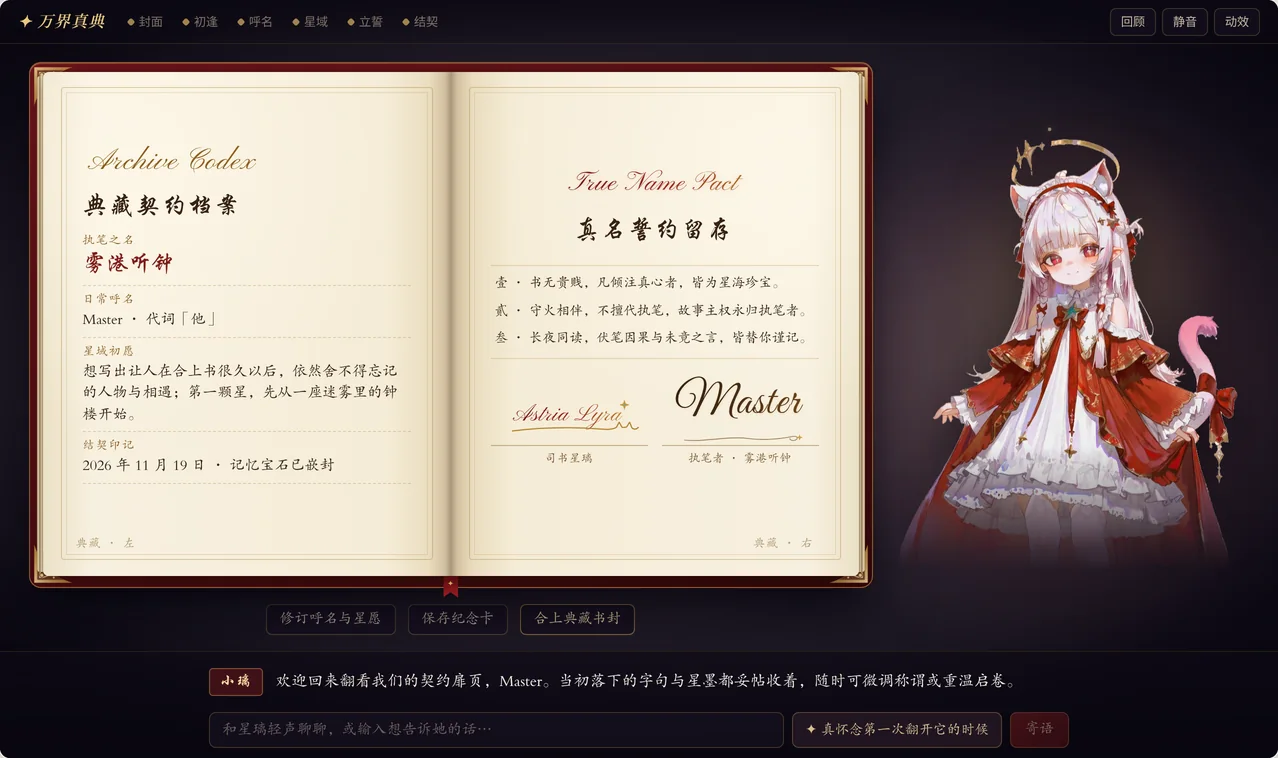 万界真典
封面 初逢 呼名 星域 立誓 结契
回顾 静音 动效
Archive Codex
典藏契约档案
执笔之名
雾港听钟
日常呼名
Master · 代词「他」
星域初愿
想写出让人在合上书很久以后，依然舍不得忘记
的人物与相遇；第一颗星，先从一座迷雾里的钟
楼开始。
结契印记
2026 年 11 月 19 日 · 记忆宝石已嵌封
典藏 · 左
True Name Pact
真名誓约留存
壹 · 书无贵贱，凡倾注真心者，皆为星海珍宝。
贰 · 守火相伴，不擅代执笔，故事主权永归执笔者。
叁 · 长夜同读，伏笔因果与未竟之言，皆替你谨记。
Astria Lyra
司书星璃
Master
执笔者 · 雾港听钟
典藏 · 右
修订呼名与星愿 保存纪念卡 合上典藏书封
小璃
欢迎回来翻看我们的契约扉页，Master。当初落下的字句与星墨都妥帖收着，随时可微调称谓或重温启卷。
和星璃轻声聊聊，或输入想告诉她的话…
真怀念第一次翻开它的时候
寄语